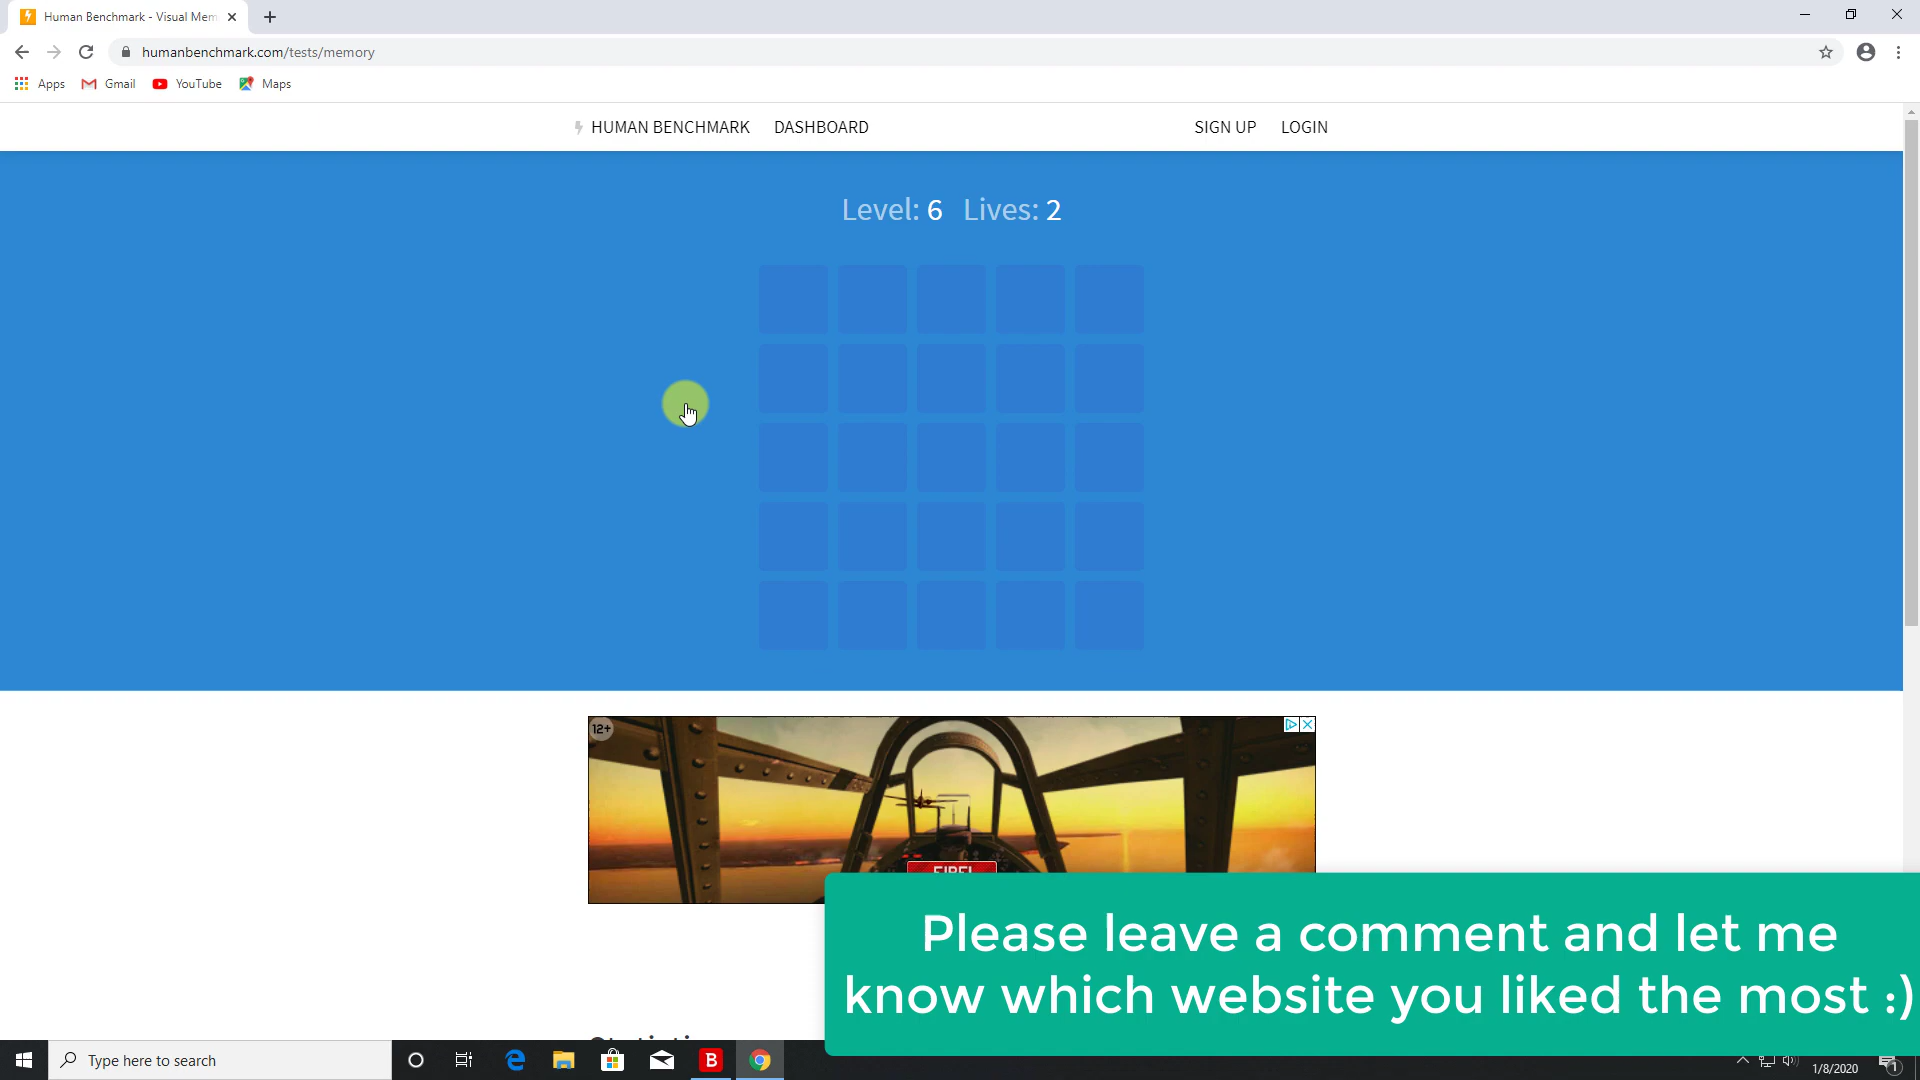 Human Benchmark - Visual Mem
humanbenchmark.com/tests/memory
Apps Gmail YouTube Maps
HUMAN BENCHMARK DASHBOARD SIGN UP LOGIN
Level: 6 Lives: 2
12+
FIRE!
Please leave a comment and let me
know which website you liked the most :)
Type here to search
B
1/8/2020
1